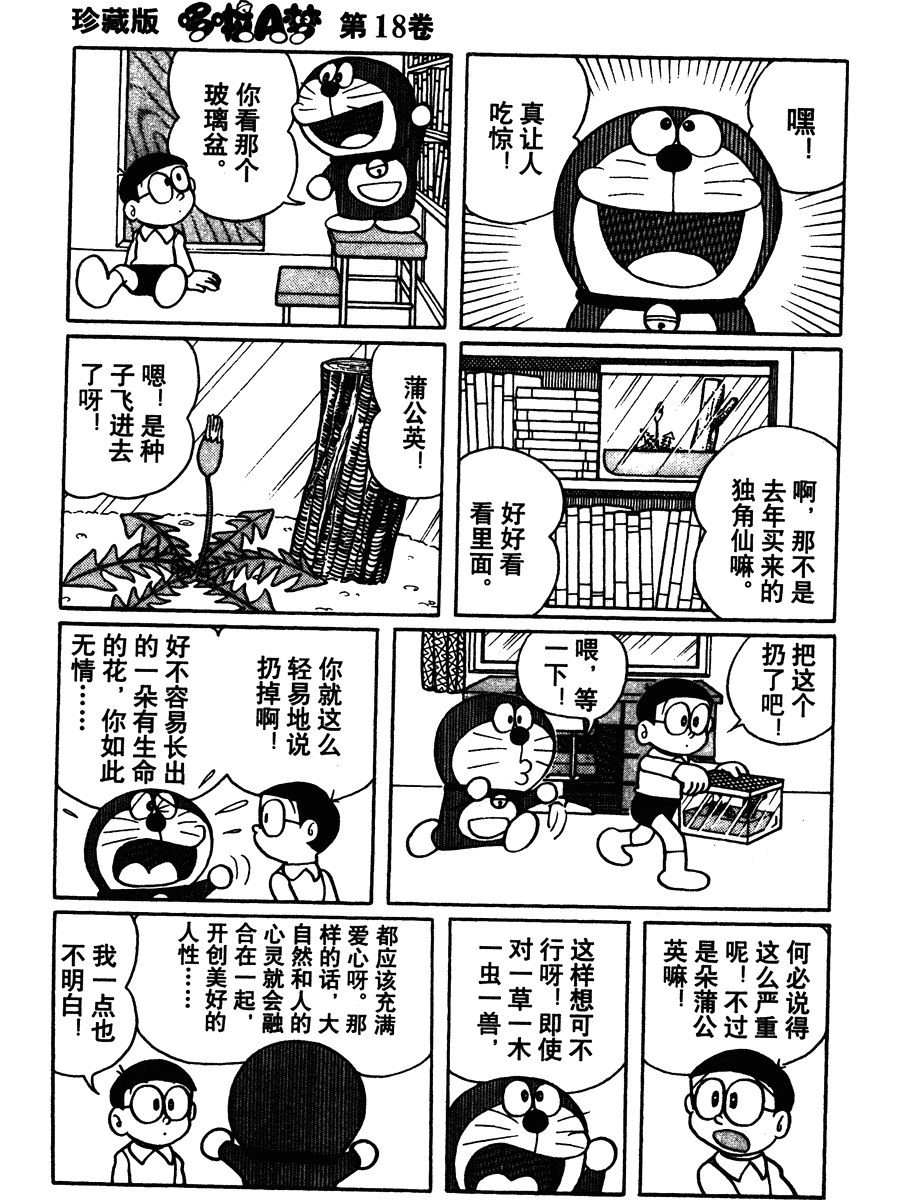 珍藏版 哆啦A梦 第18卷
嘿！
真让人
吃惊！
你看那个
玻璃盆。
啊，那不是
去年买来的
独角仙嘛。
好好看
看里面。
蒲公英！
嗯！是种
子飞进去
了呀！
把这个
扔了吧！
喂，等
一下！
你就这么
轻易地说
扔掉啊！
好不容易长出
的一朵有生命
的花，你如此
无情……
何必说得
这么严重
呢！不过
是朵蒲公
英嘛！
这样想可不
行呀！即使
对一草一木
一虫一兽，
都应该充满
爱心呀。那
样的话，大
自然和人的
心灵就会融
合在一起，
开创美好的
人性……
我一点也
不明白！